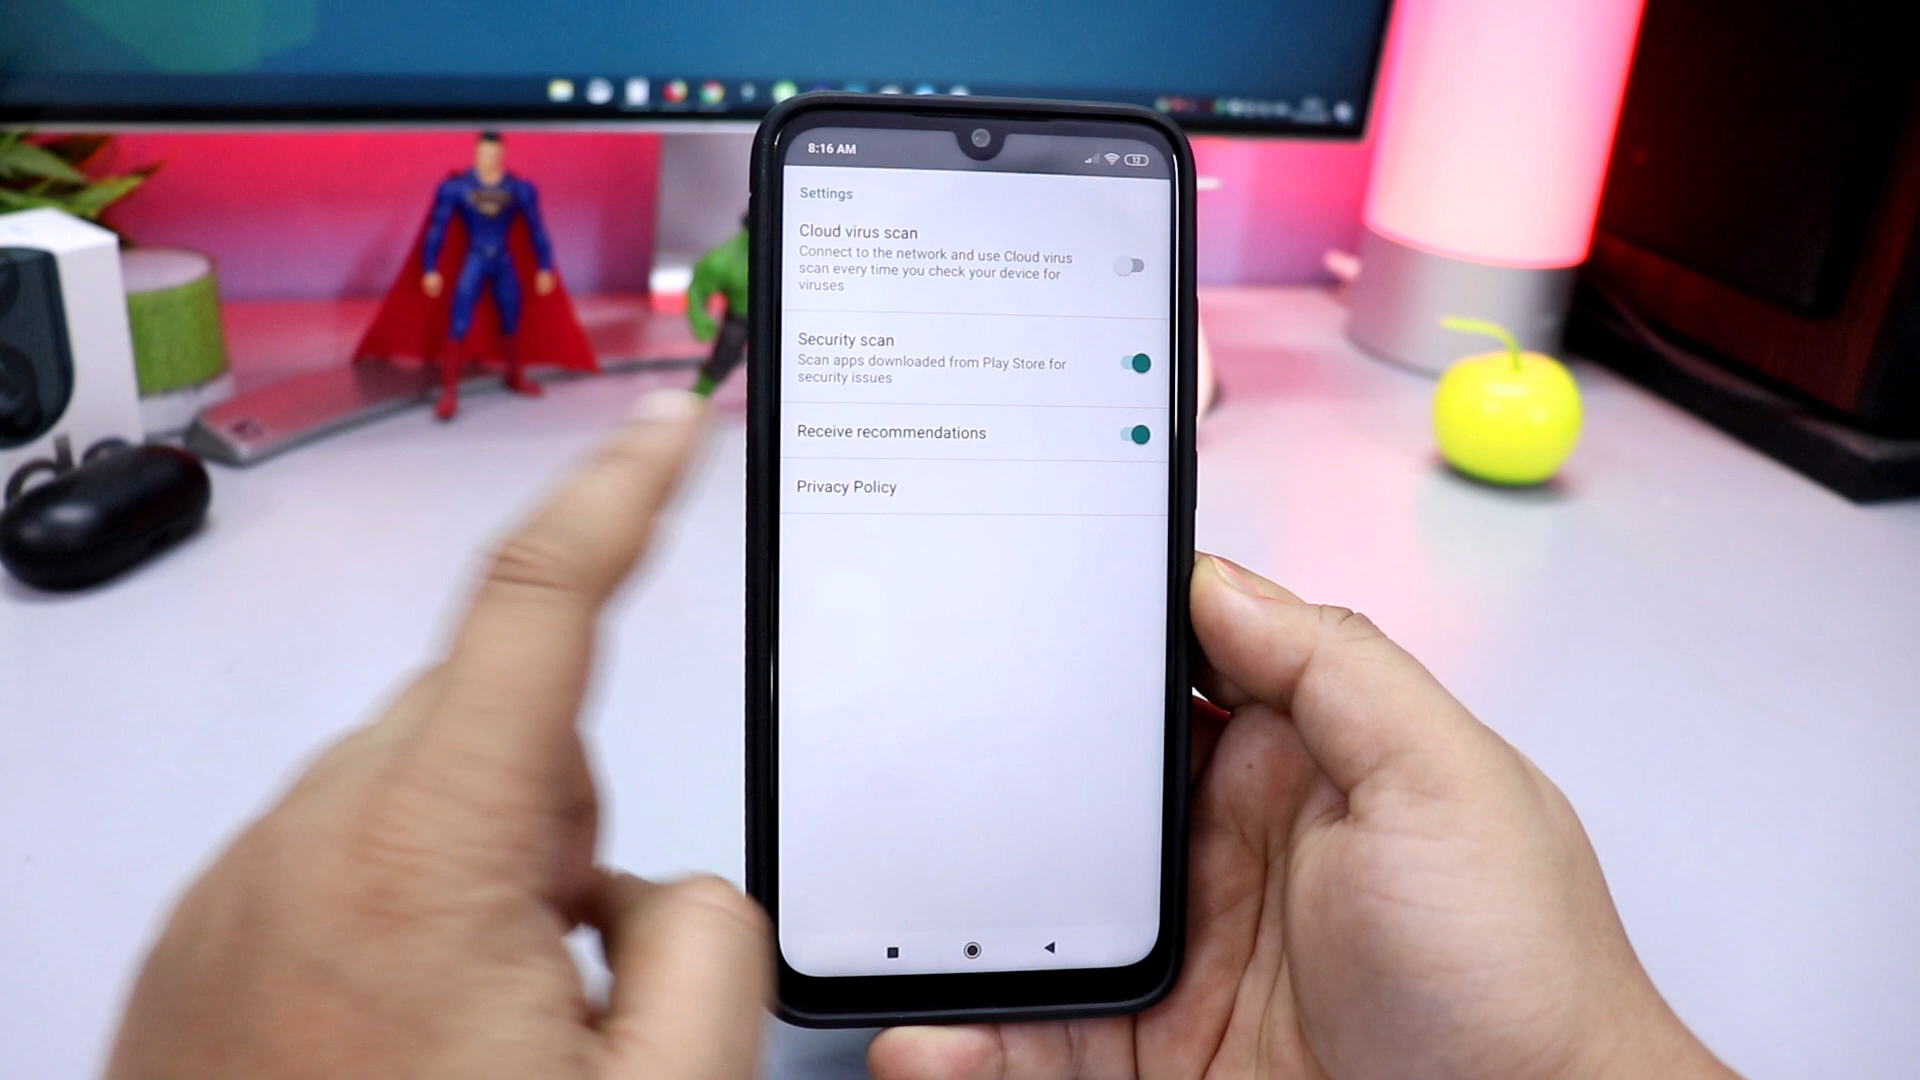 8:16 AM
12
Settings
Cloud virus scan
Connect to the network and use Cloud virus
scan every time you check your device for
viruses
Security scan
Scan apps downloaded from Play Store for
security issues
Receive recommendations
Privacy Policy